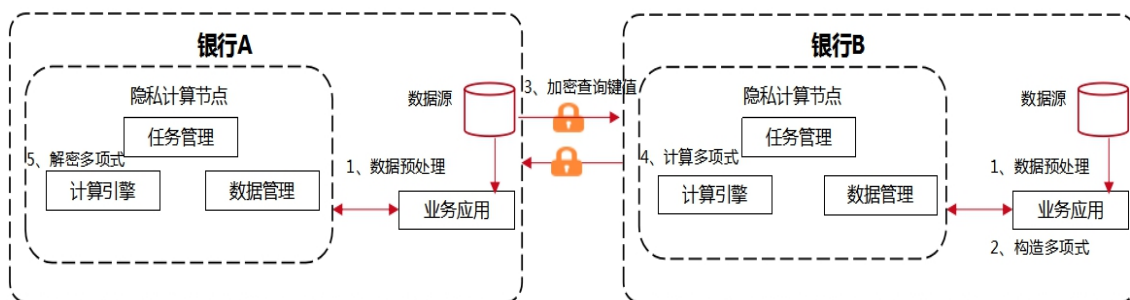 银行A
隐私计算节点
任务管理
5、解密多项式
计算引擎
数据管理
数据源
1、数据预处理
业务应用
3、加密查询键值
银行B
隐私计算节点
任务管理
4、计算多项式
计算引擎
数据管理
数据源
1、数据预处理
业务应用
2、构造多项式